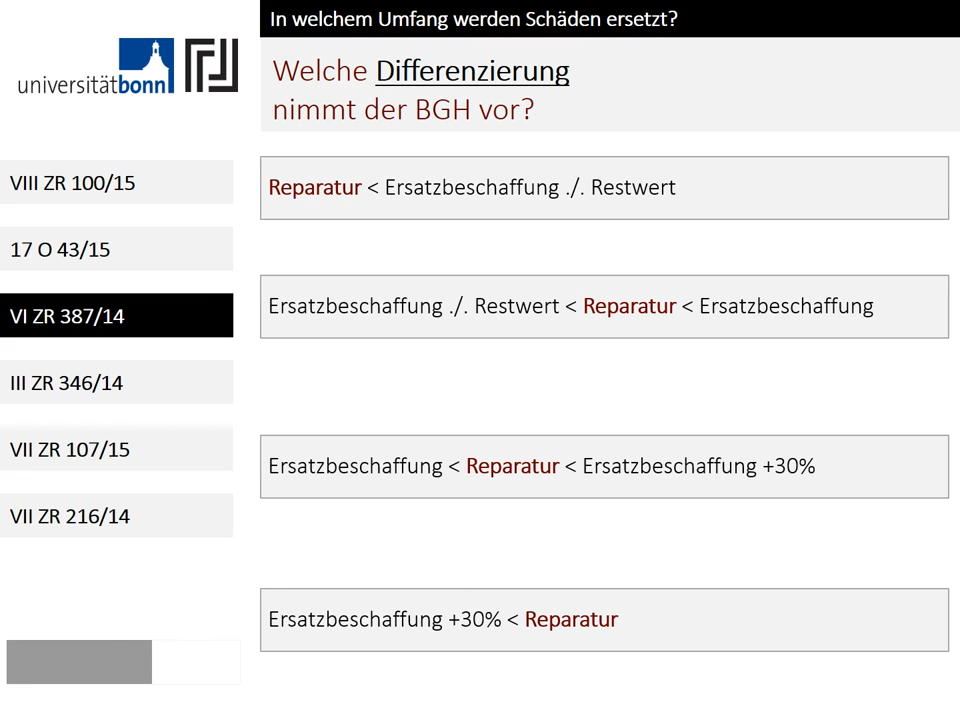 In welchem Umfang werden Schäden ersetzt?
universitätbonn
Welche Differenzierung
nimmt der BGH vor?
VIII ZR 100/15
17 O 43/15
VI ZR 387/14
III ZR 346/14
VII ZR 107/15
VII ZR 216/14
Reparatur < Ersatzbeschaffung ./. Restwert
Ersatzbeschaffung ./. Restwert < Reparatur < Ersatzbeschaffung
Ersatzbeschaffung < Reparatur < Ersatzbeschaffung +30%
Ersatzbeschaffung +30% < Reparatur